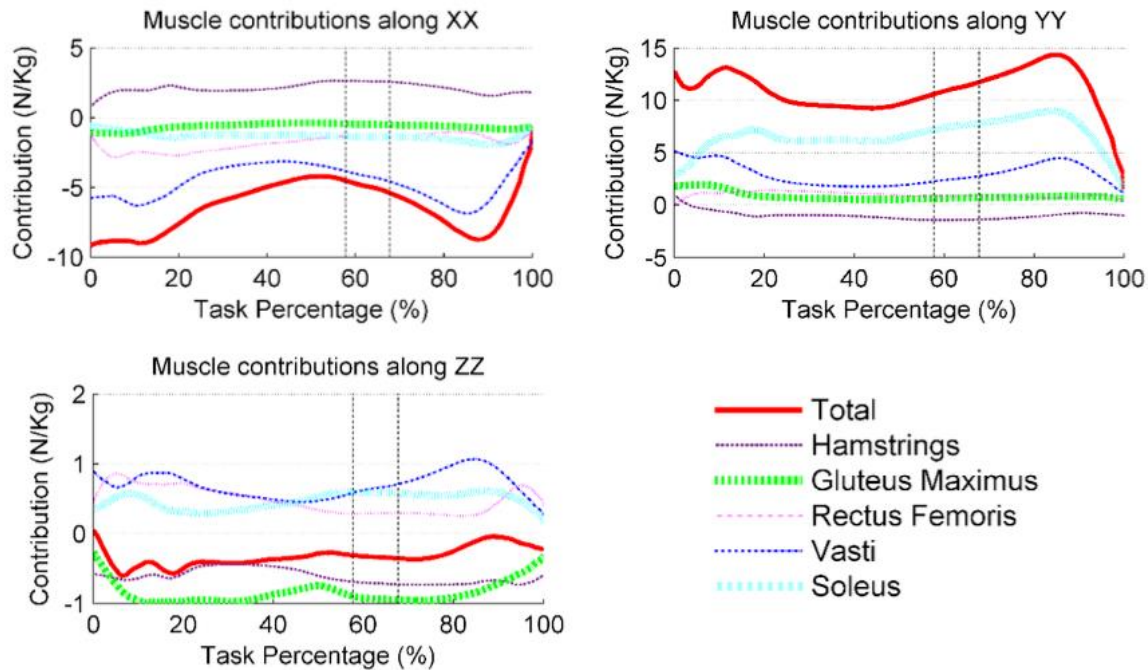 Muscle contributions along XX
Contribution (N/Kg)
5
0
-5
-10
0 20 40 60 80 100
Task Percentage (%)
Muscle contributions along YY
Contribution (N/Kg)
15
10
5
0
-5
0 20 40 60 80 100
Task Percentage (%)
Muscle contributions along ZZ
Contribution (N/Kg)
2
1
0
-1
0 20 40 60 80 100
Task Percentage (%)
Total
Hamstrings
Gluteus Maximus
Rectus Femoris
Vasti
Soleus